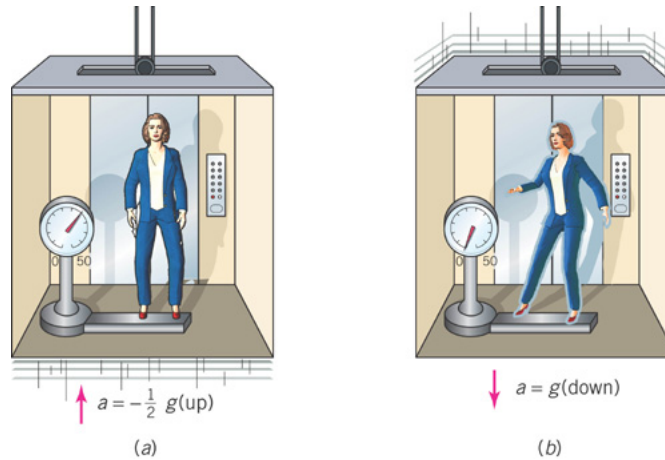 0 50
0 50
a = −1/2 g(up)
a = g(down)
(a)
(b)